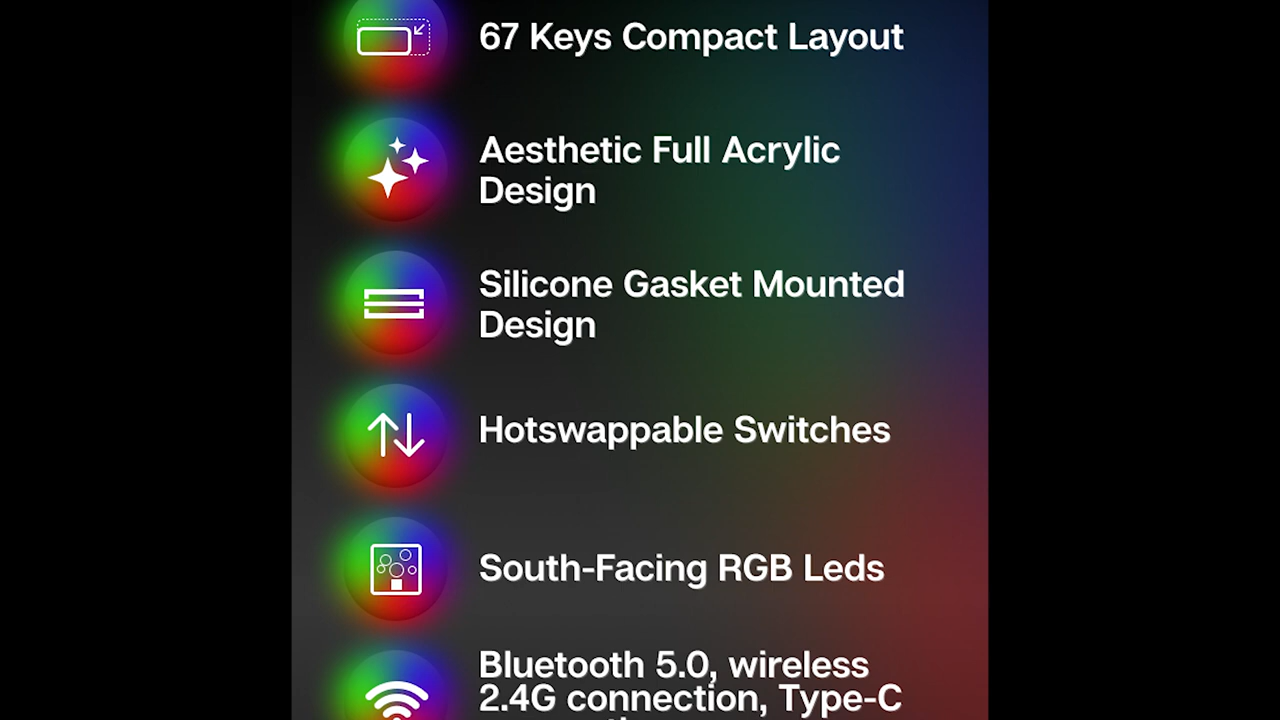 67 Keys Compact Layout
Aesthetic Full Acrylic
Design
Silicone Gasket Mounted
Design
Hotswappable Switches
South-Facing RGB Leds
Bluetooth 5.0, wireless
2.4G connection, Type-C